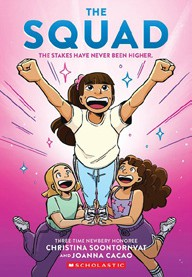 THE
SQUAD
THE STAKES HAVE NEVER BEEN HIGHER.
THREE TIME NEWBERY HONOREE
CHRISTINA SOONTORNVAT
AND JOANNA CACAO
SCHOLASTIC